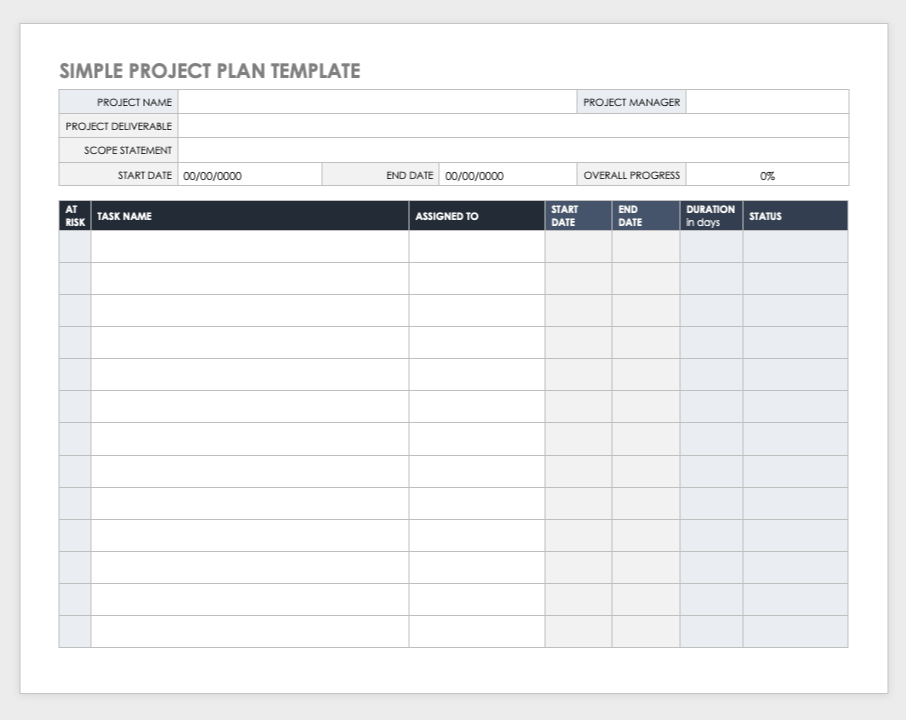 SIMPLE PROJECT PLAN TEMPLATE
PROJECT NAME PROJECT MANAGER
PROJECT DELIVERABLE
SCOPE STATEMENT
START DATE 00/00/0000 END DATE 00/00/0000 OVERALL PROGRESS 0%
AT RISK TASK NAME ASSIGNED TO START DATE END DATE DURATION in days STATUS